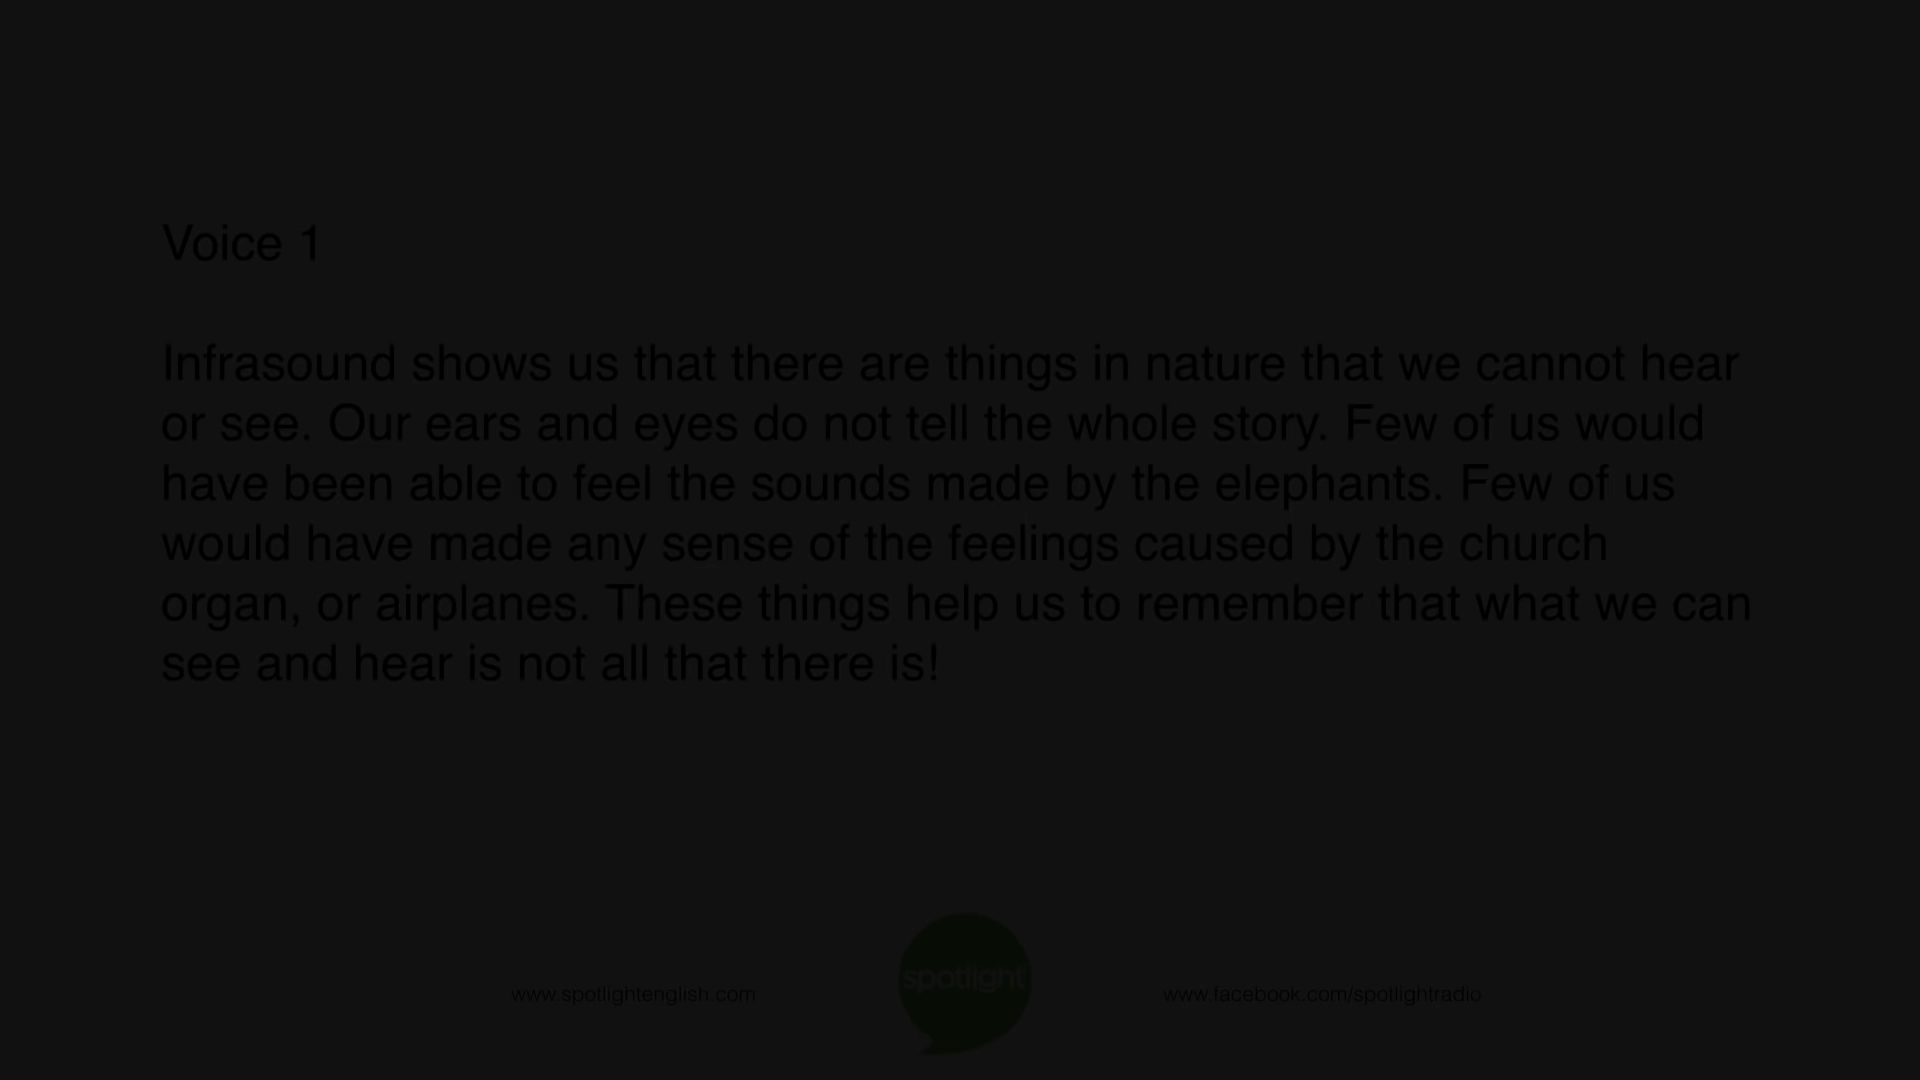 Voice 1
Infrasound shows us that there are things in nature that we cannot hear
or see. Our ears and eyes do not tell the whole story. Few of us would
have been able to feel the sounds made by the elephants. Few of us
would have made any sense of the feelings caused by the church
organ, or airplanes. These things help us to remember that what we can
see and hear is not all that there is!
www.spotlightenglish.com
spotlight
www.facebook.com/spotlightradio